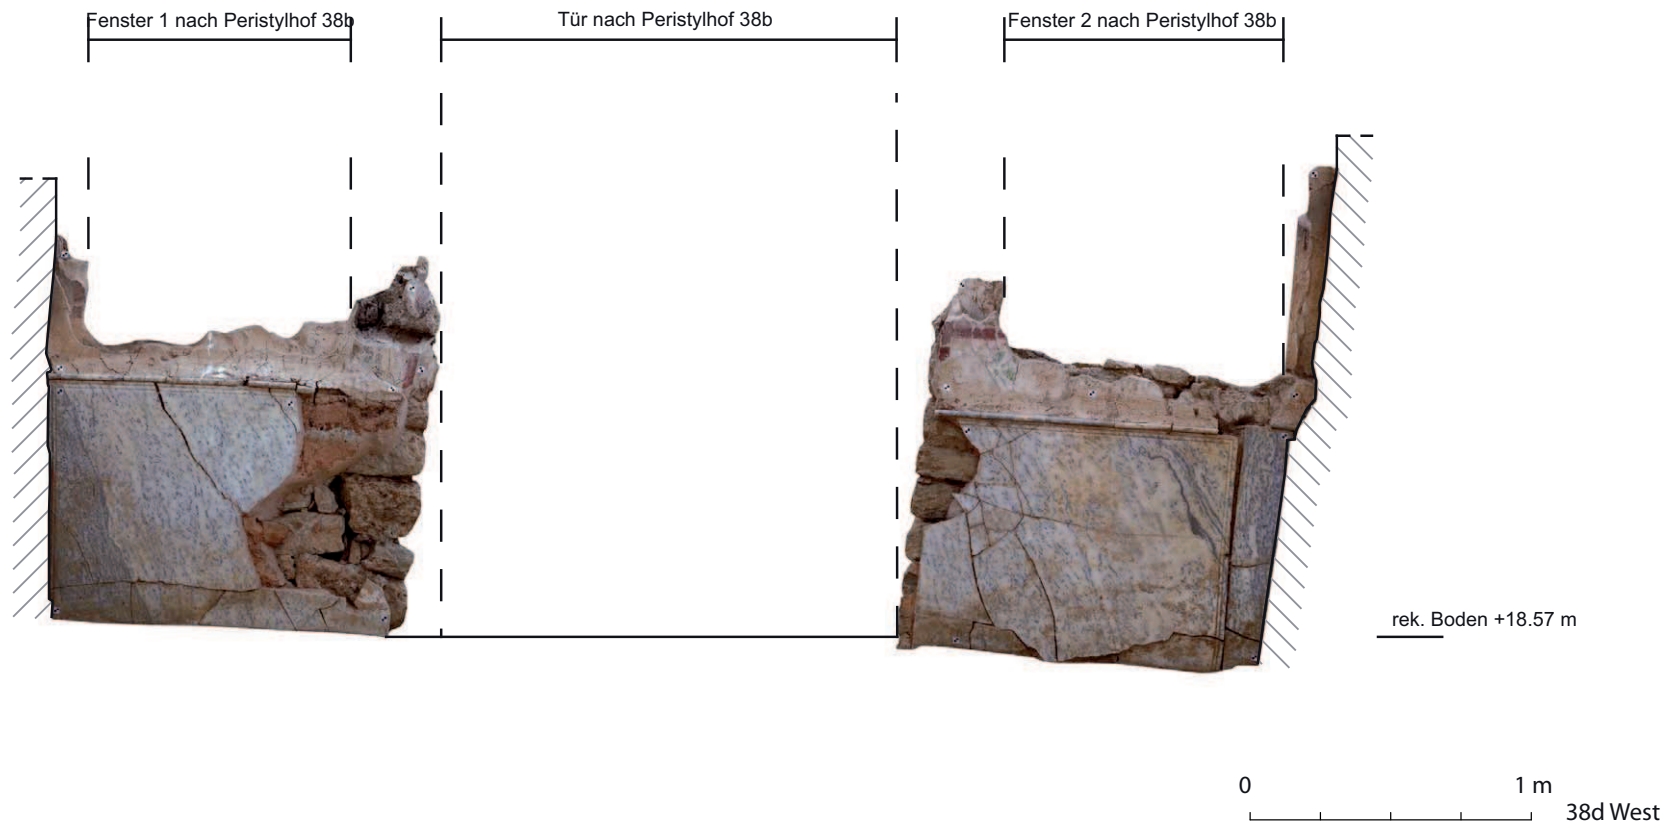 Fenster 1 nach Peristylhof 38b
Tür nach Peristylhof 38b
Fenster 2 nach Peristylhof 38b
rek. Boden +18.57 m
0 1 m
38d West